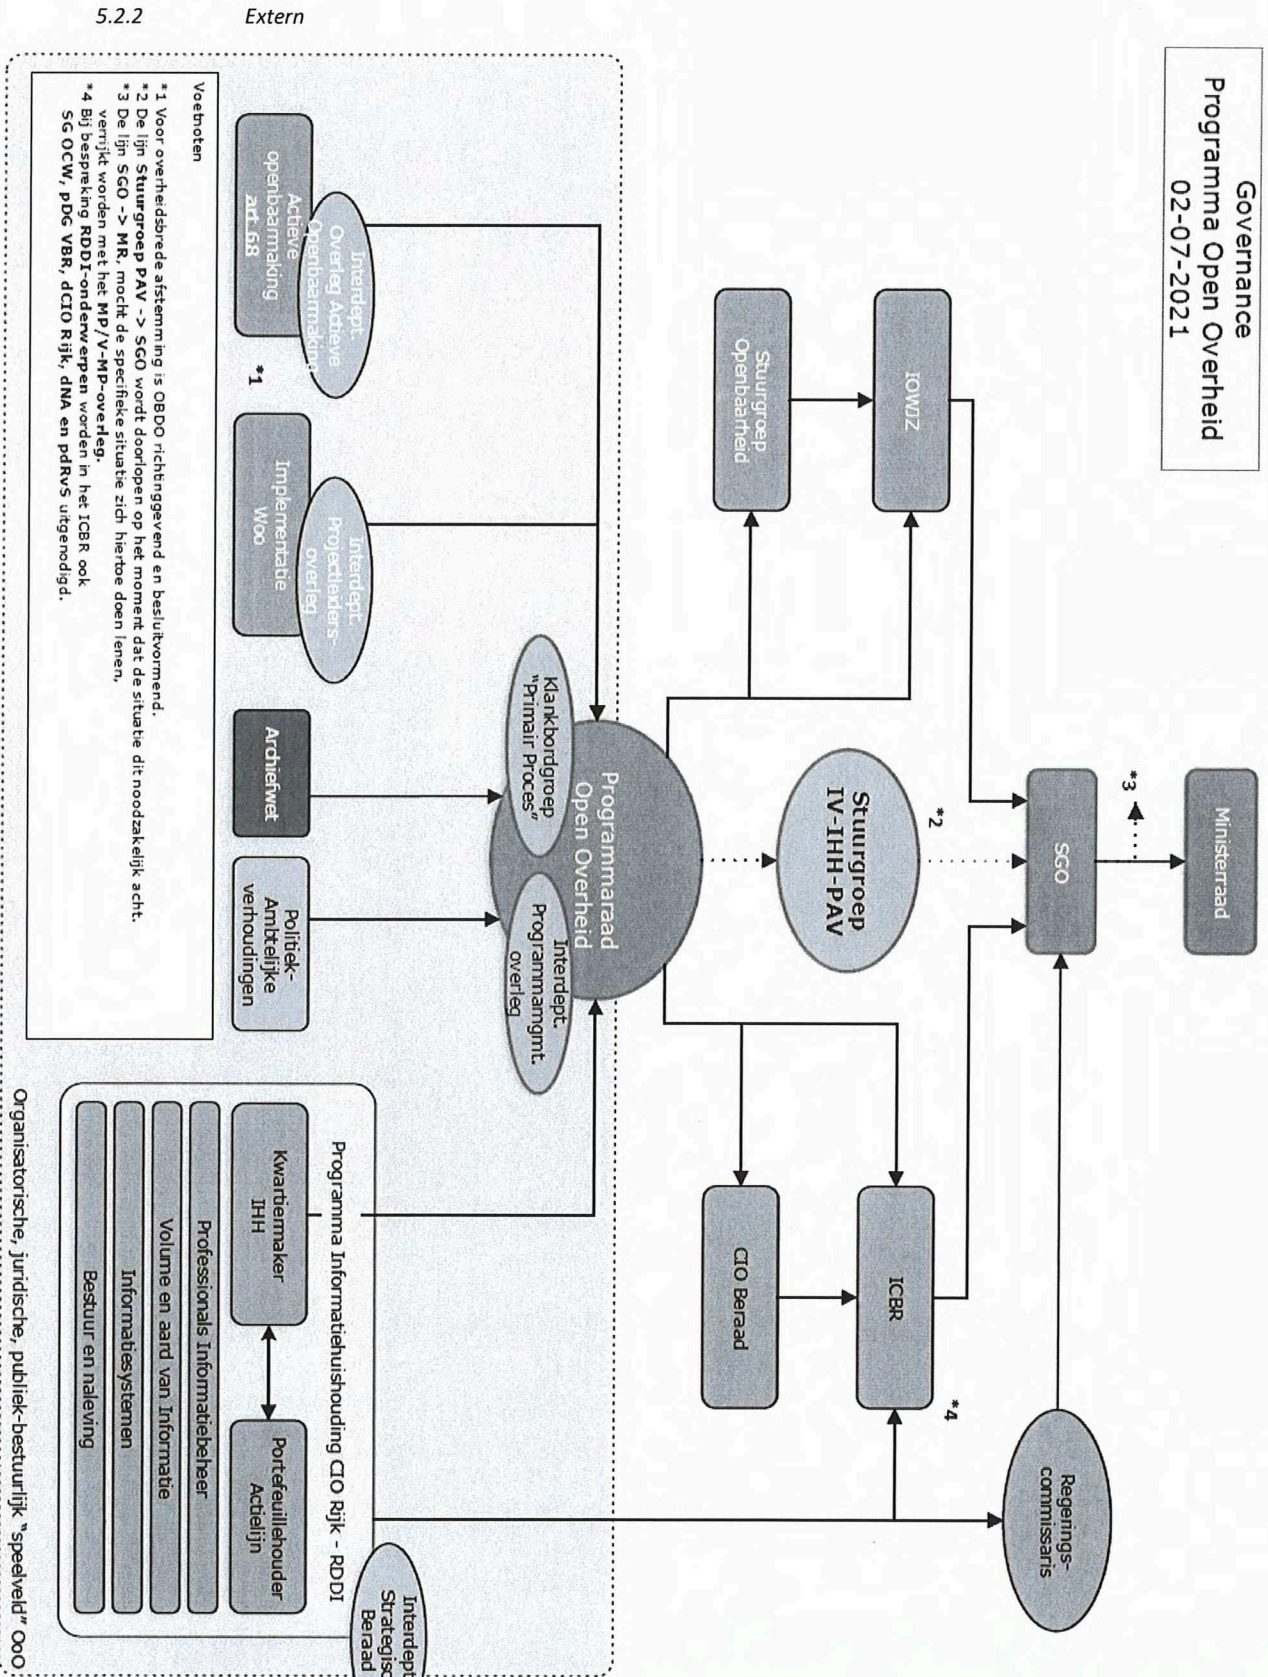 5.2.2 Extern
Governance
Programma Open Overheid
02-07-2021
Ministerraad
*3
SGO
*2
Stuurgroep
IV-IHH-PAV
IOWJZ
Stuurgroep
Openbaarheid
ICBR
*4
CIO Beraad
Regerings-
commissaris
Programmaraad
Open Overheid
Klankbordgroep
"Primair Proces"
Interdept.
Programmamgmt.
overleg
Interdept.
Overleg Actieve
Openbaarmaking
Actieve
openbaarmaking
art.68
*1
Interdept.
Projectleiders-
overleg
Implementatie
Woo
Archiefwet
Politiek-
Ambtelijke
verhoudingen
Programma Informatiehuishouding CIO Rijk - RDDI
Kwartiermaker
IHH
Portefeuillehouder
Actielijn
Professionals Informatiebeheer
Volume en aard van Informatie
Informatiesystemen
Bestuur en naleving
Interdept
Strategisc
Beraad
Voetnoten
*1 Voor overheidsbrede afstemming is OBDO richtinggevend en besluitvormend.
*2 De lijn Stuurgroep PAV -> SGO wordt doorlopen op het moment dat de situatie dit noodzakelijk acht.
*3 De lijn SGO -> MR, mocht de specifieke situatie zich hiertoe doen lenen,
verrijkt worden met het MP/V-MP-overleg.
*4 Bij bespreking RDDI-onderwerpen worden in het ICBR ook
SG OCW, pDG VBR, dCIO Rijk, dNA en pdRvS uitgenodigd.
Organisatorische, juridische, publiek-bestuurlijk "speelveld" OoO